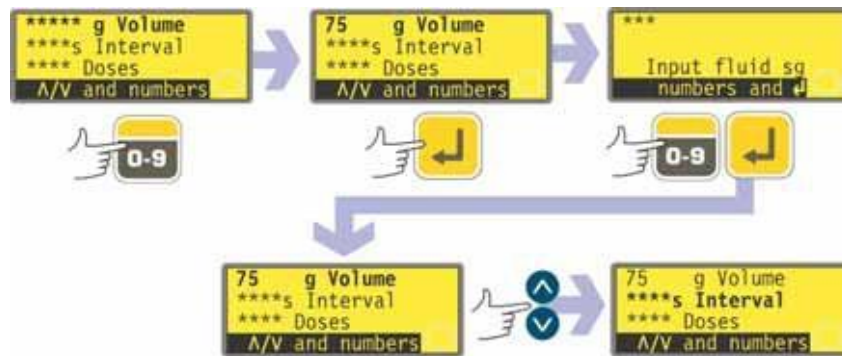 ***** g Volume
****s Interval
**** Doses
∧/∨ and numbers
0-9
75 g Volume
****s Interval
**** Doses
∧/∨ and numbers
***
Input fluid sg
numbers and ↲
0-9
75 g Volume
****s Interval
**** Doses
∧/∨ and numbers
75 g Volume
****s Interval
**** Doses
∧/∨ and numbers